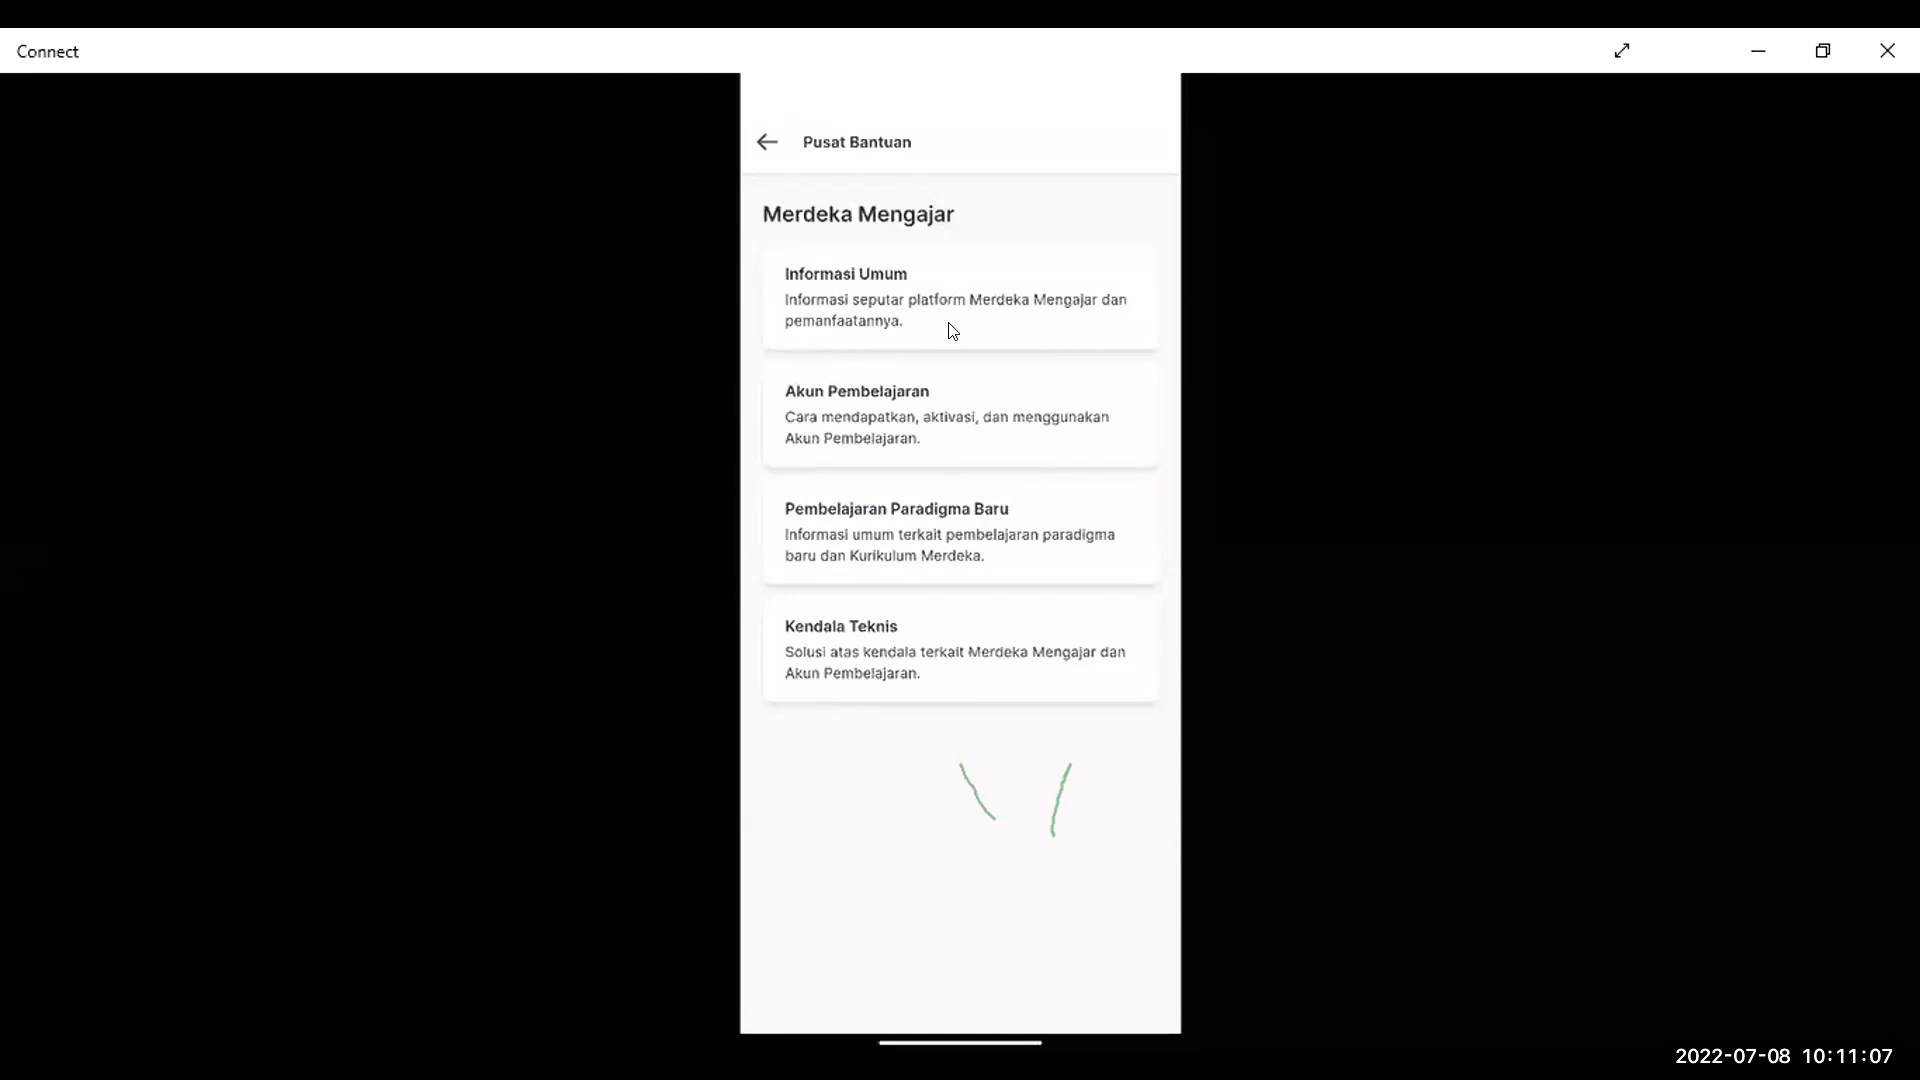 Connect
Pusat Bantuan
Merdeka Mengajar
Informasi Umum
Informasi seputar platform Merdeka Mengajar dan
pemanfaatannya.
Akun Pembelajaran
Cara mendapatkan, aktivasi, dan menggunakan
Akun Pembelajaran.
Pembelajaran Paradigma Baru
Informasi umum terkait pembelajaran paradigma
baru dan Kurikulum Merdeka.
Kendala Teknis
Solusi atas kendala terkait Merdeka Mengajar dan
Akun Pembelajaran.
2022-07-08 10:11:07